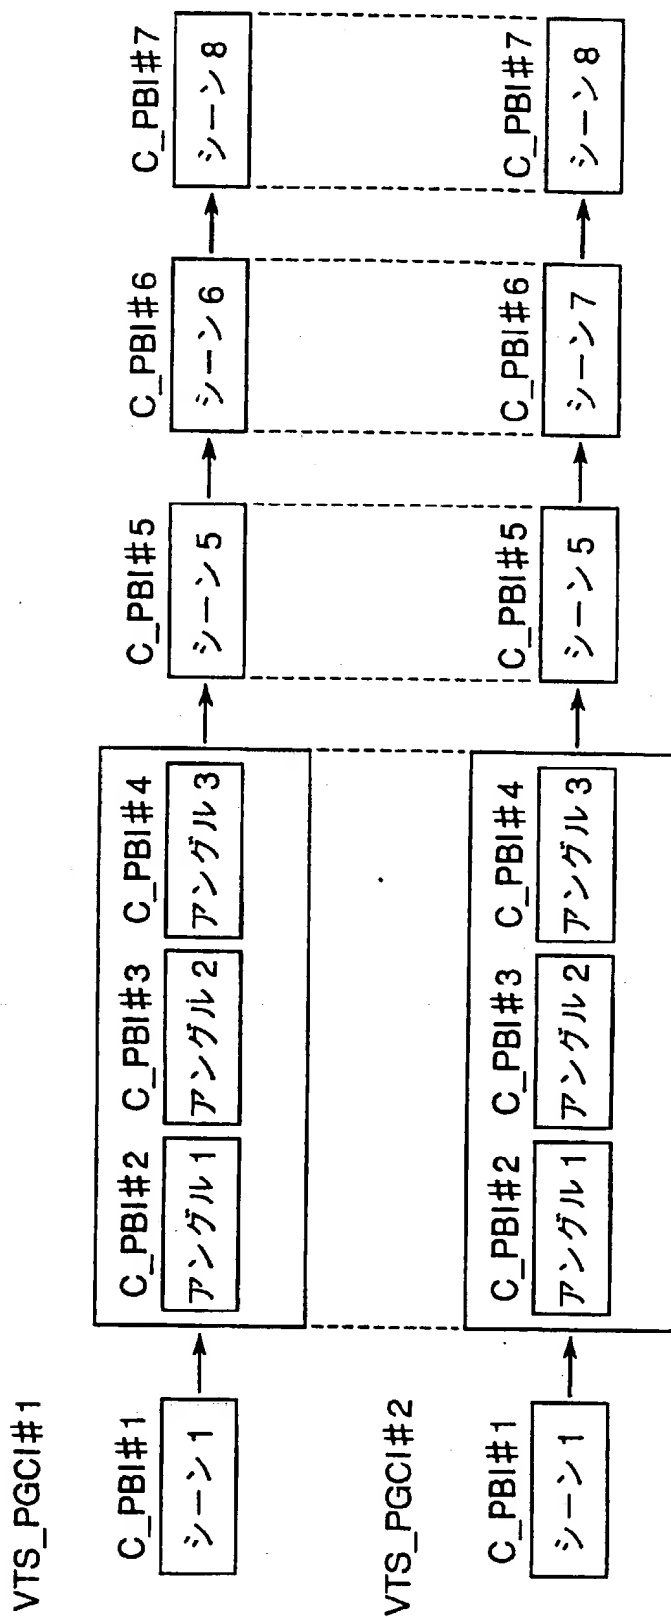 VTS_PGCI#1
C_PBI#1
シーン1
C_PBI#2
アングル1
C_PBI#3
アングル2
C_PBI#4
アングル3
C_PBI#5
シーン5
C_PBI#6
シーン6
C_PBI#7
シーン8
VTS_PGCI#2
C_PBI#1
シーン1
C_PBI#2
アングル1
C_PBI#3
アングル2
C_PBI#4
アングル3
C_PBI#5
シーン5
C_PBI#6
シーン7
C_PBI#7
シーン8